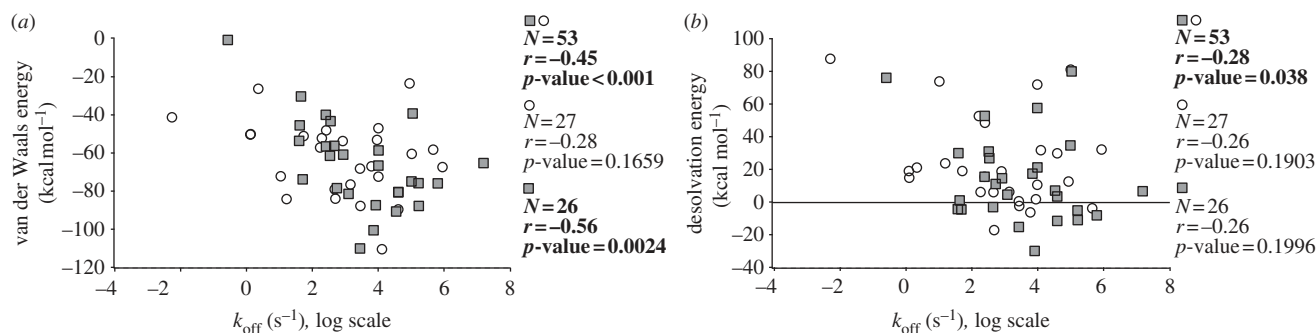 (a)
0
−20
−40
−60
−80
−100
−120
van der Waals energy
(kcal mol−1)
−4
−2
0
2
4
6
8
koff (s−1), log scale
N = 53
r = −0.45
p-value < 0.001
N = 27
r = −0.28
p-value = 0.1659
N = 26
r = −0.56
p-value = 0.0024
(b)
100
80
60
40
20
0
−20
−40
desolvation energy
(kcal mol−1)
−4
−2
0
2
4
6
8
koff (s−1), log scale
N = 53
r = −0.28
p-value = 0.038
N = 27
r = −0.26
p-value = 0.1903
N = 26
r = −0.26
p-value = 0.1996